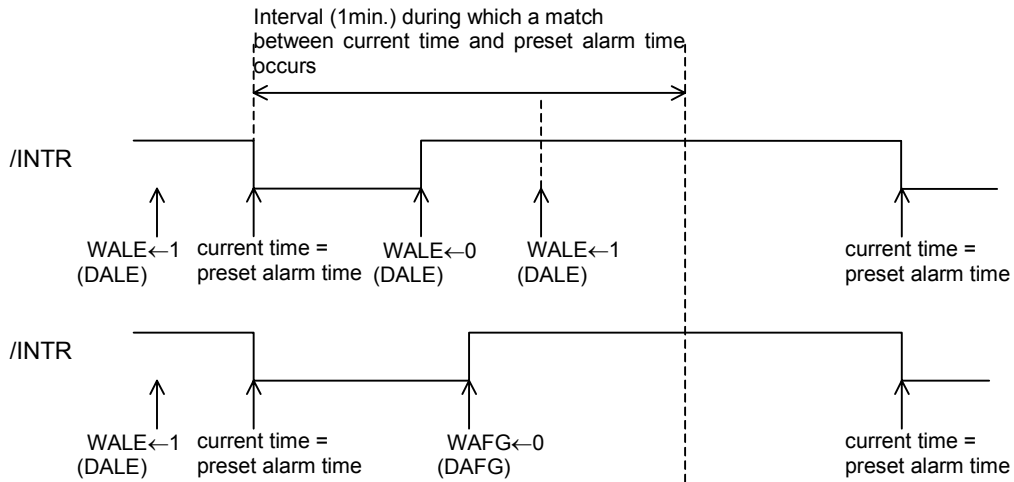 Interval (1min.) during which a match
between current time and preset alarm time
occurs
/INTR
WALE←1 current time = WALE←0 WALE←1 current time =
(DALE) preset alarm time (DALE) (DALE) preset alarm time
/INTR
WALE←1 current time = WAFG←0 current time =
(DALE) preset alarm time (DAFG) preset alarm time